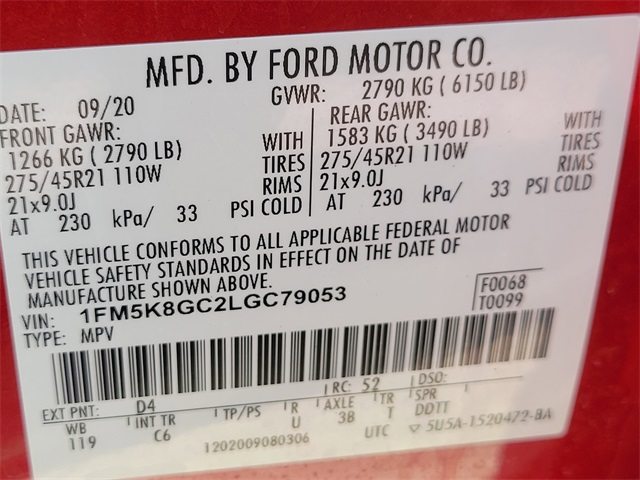 MFD. BY FORD MOTOR CO.
DATE: 09/20 GVWR: 2790 KG ( 6150 LB)
FRONT GAWR: REAR GAWR:
1266 KG ( 2790 LB) WITH 1583 KG ( 3490 LB) WITH
275/45R21 110W TIRES 275/45R21 110W TIRES
21x9.0J RIMS 21x9.0J RIMS
AT 230 kPa/ 33 PSI COLD AT 230 kPa/ 33 PSI COLD
THIS VEHICLE CONFORMS TO ALL APPLICABLE FEDERAL MOTOR
VEHICLE SAFETY STANDARDS IN EFFECT ON THE DATE OF
MANUFACTURE SHOWN ABOVE.
VIN: 1FM5K8GC2LGC79053 F0068
TYPE: MPV T0099
EXT PNT: D4 RC: 52 DSO:
WB INT TR TP/PS R AXLE TR SPR
119 C6 U 3B T DDTT
1202009080306 UTC 5U5A-1520472-BA